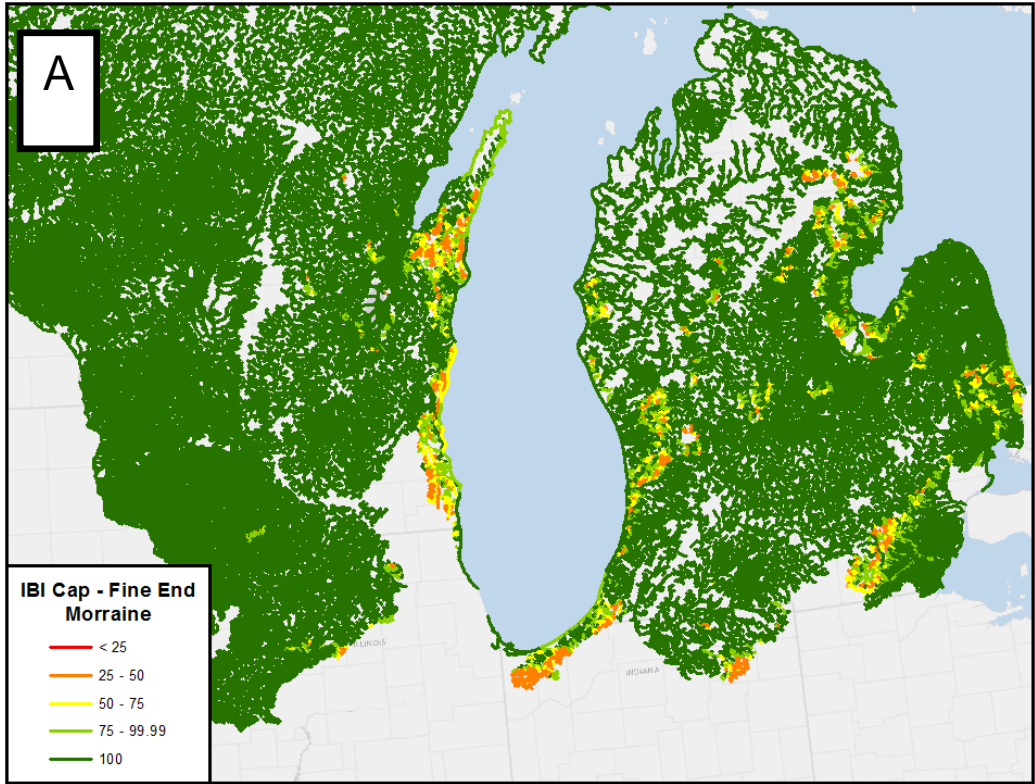 A
ILLINOIS
INDIANA
IBI Cap - Fine End
Morraine
< 25
25 - 50
50 - 75
75 - 99.99
100